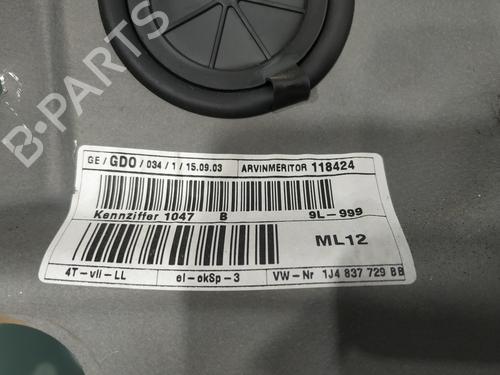 B-PARTS
GE / GDO / 034 / 1 / 15.09.03 ARVINMERITOR 118424
Kennziffer 1047 B 9L-999
ML12
4T-vll-LL el-okSp-3 VW-Nr 1J4 837 729 BB